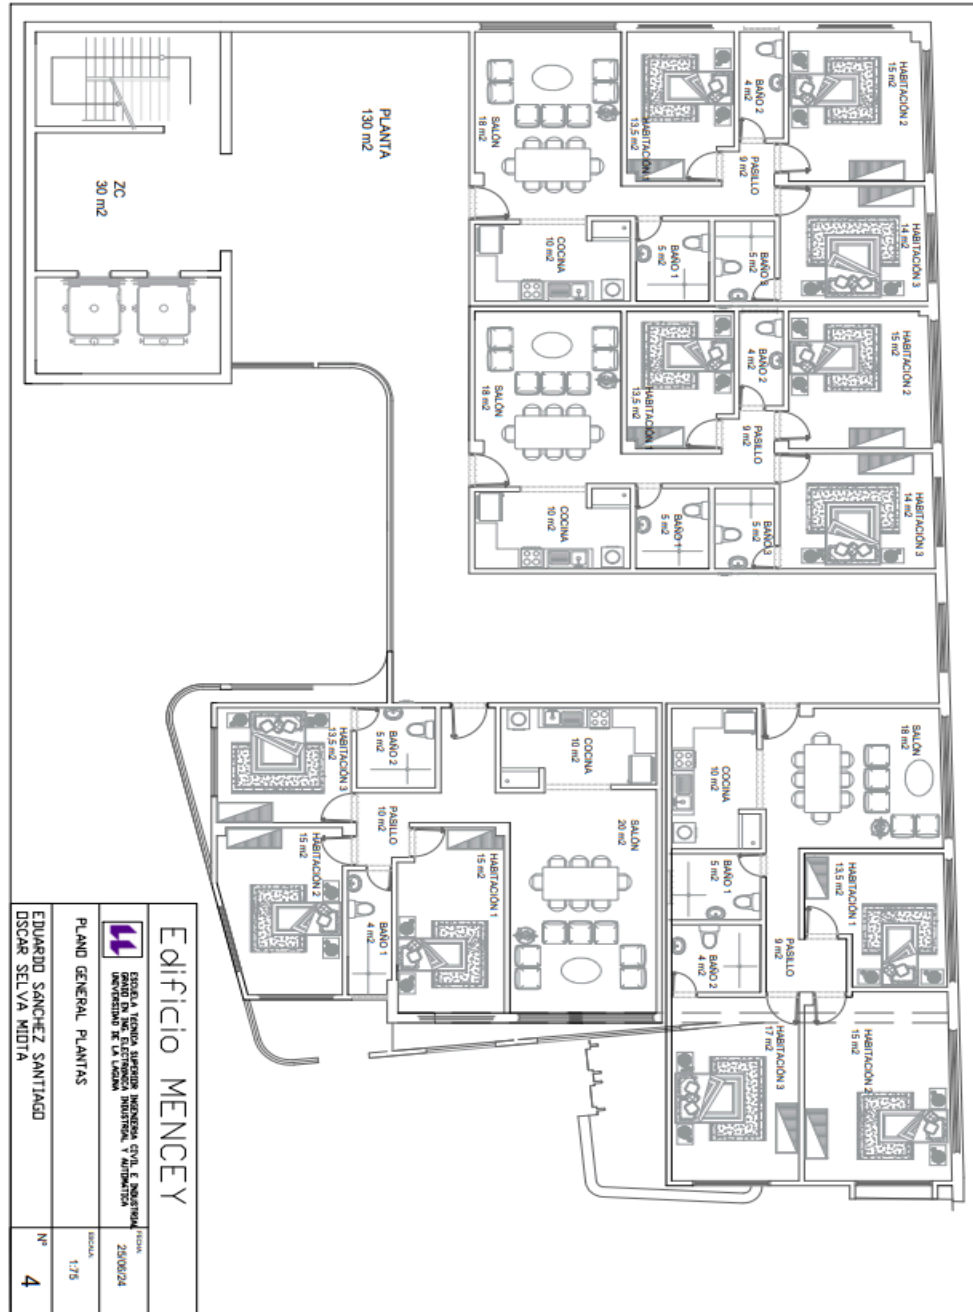 HABITACIÓN 2
15 m2
HABITACIÓN 3
14 m2
BAÑO 2
4 m2
PASILLO
9 m2
BAÑO 3
5 m2
HABITACIÓN 1
13,5 m2
BAÑO 1
5 m2
SALÓN
18 m2
COCINA
10 m2
HABITACIÓN 2
15 m2
HABITACIÓN 3
14 m2
BAÑO 2
4 m2
PASILLO
9 m2
BAÑO 3
5 m2
HABITACIÓN 1
13,5 m2
BAÑO 1
5 m2
SALÓN
18 m2
COCINA
10 m2
SALÓN
18 m2
HABITACIÓN 1
13,5 m2
HABITACIÓN 2
15 m2
PASILLO
9 m2
HABITACIÓN 3
17 m2
COCINA
10 m2
BAÑO 1
5 m2
BAÑO 2
4 m2
SALÓN
20 m2
COCINA
10 m2
HABITACIÓN 1
15 m2
BAÑO 2
5 m2
PASILLO
10 m2
BAÑO 1
4 m2
HABITACIÓN 3
13,5 m2
HABITACIÓN 2
15 m2
PLANTA
130 m2
ZC
30 m2
Edificio MENCEY
ESCUELA TÉCNICA SUPERIOR INGENIERIA CIVIL E INDUSTRIAL
GRADO EN ING. ELECTRONICA INDUSTRIAL Y AUTOMATICA
UNIVERSIDAD DE LA LAGUNA
FECHA:
25/06/24
PLANO GENERAL PLANTAS
ESCALA:
1:75
EDUARDO SÁNCHEZ SANTIAGO
OSCAR SELVA MIDTA
Nº
4